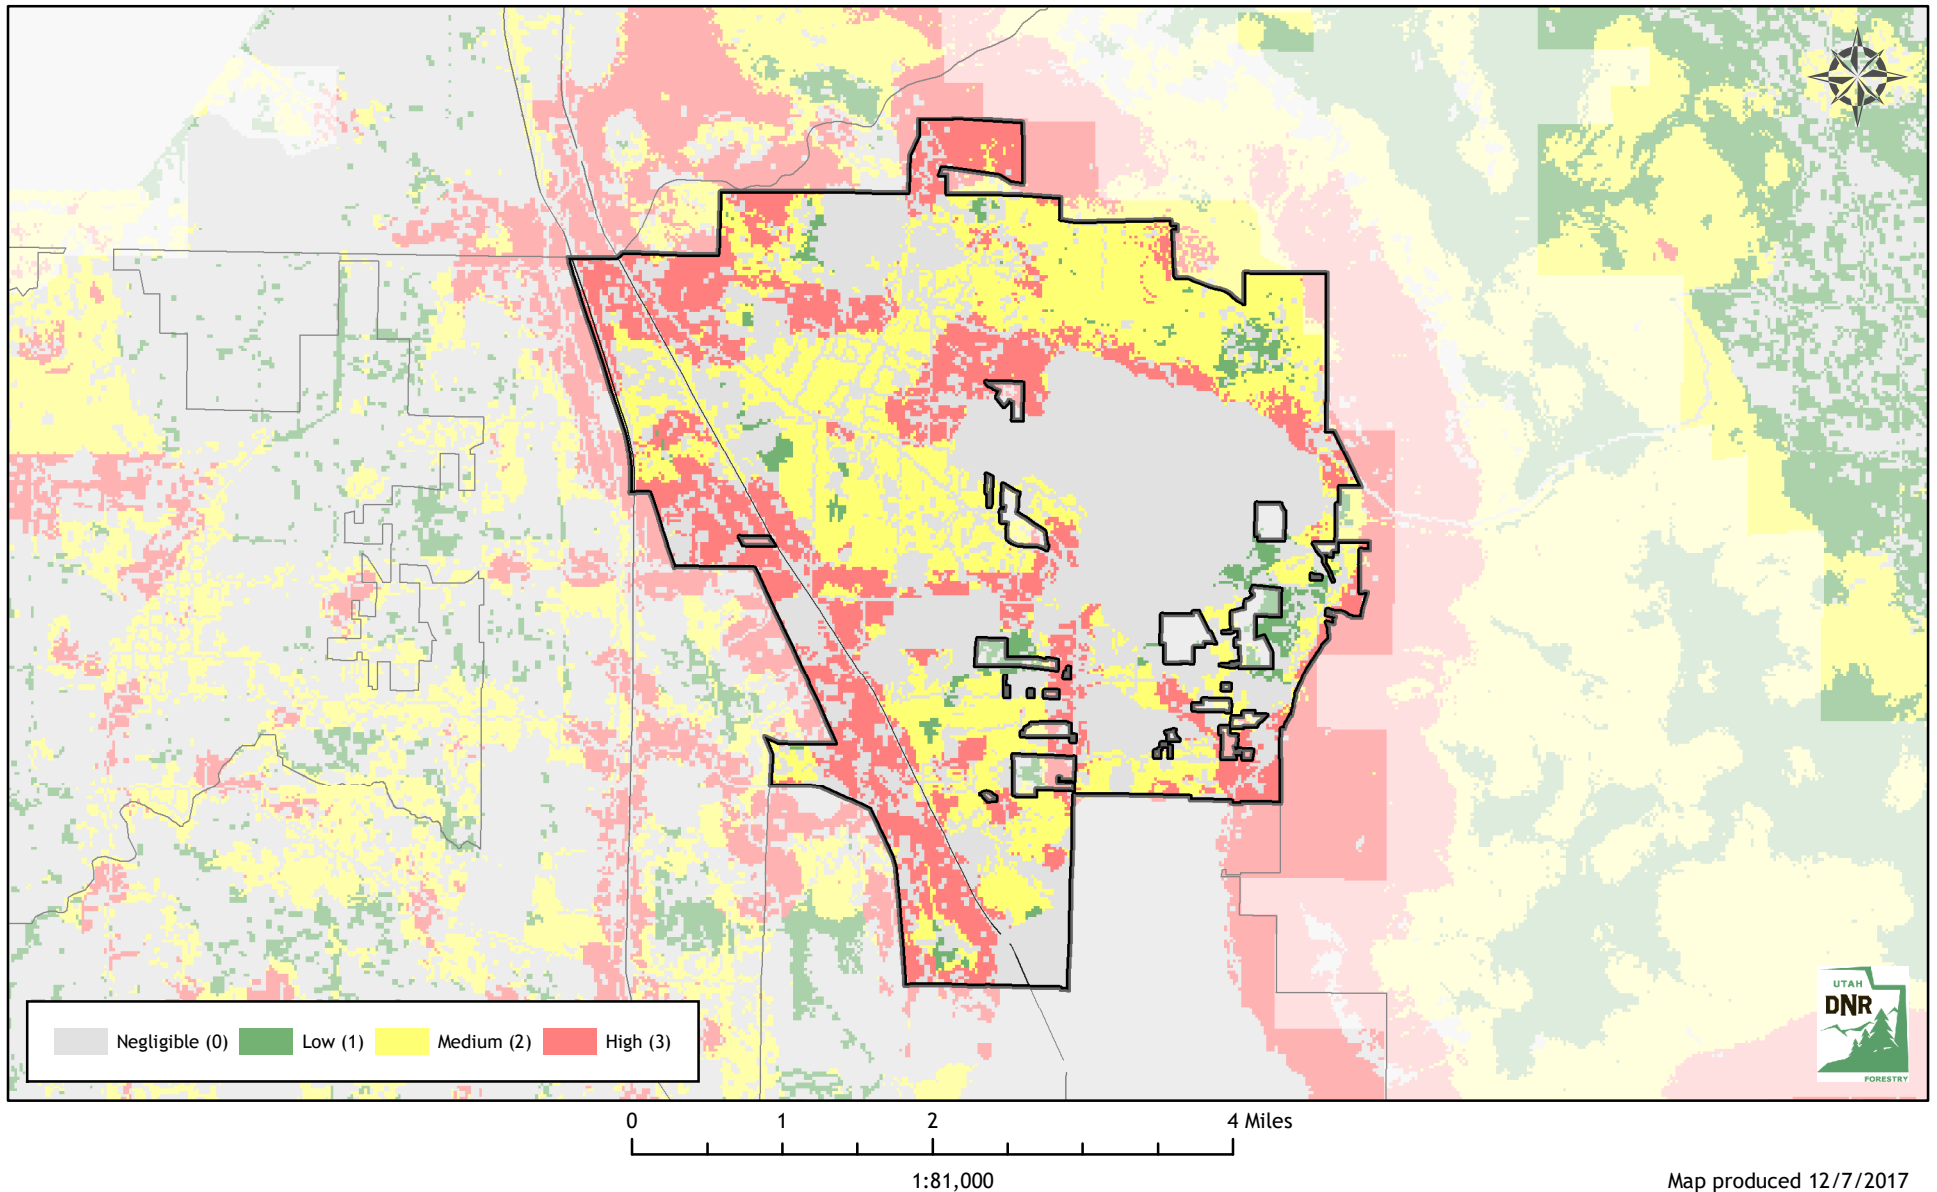 UTAH
DNR
FORESTRY
Negligible (0) Low (1) Medium (2) High (3)
0 1 2 4 Miles
1:81,000
Map produced 12/7/2017